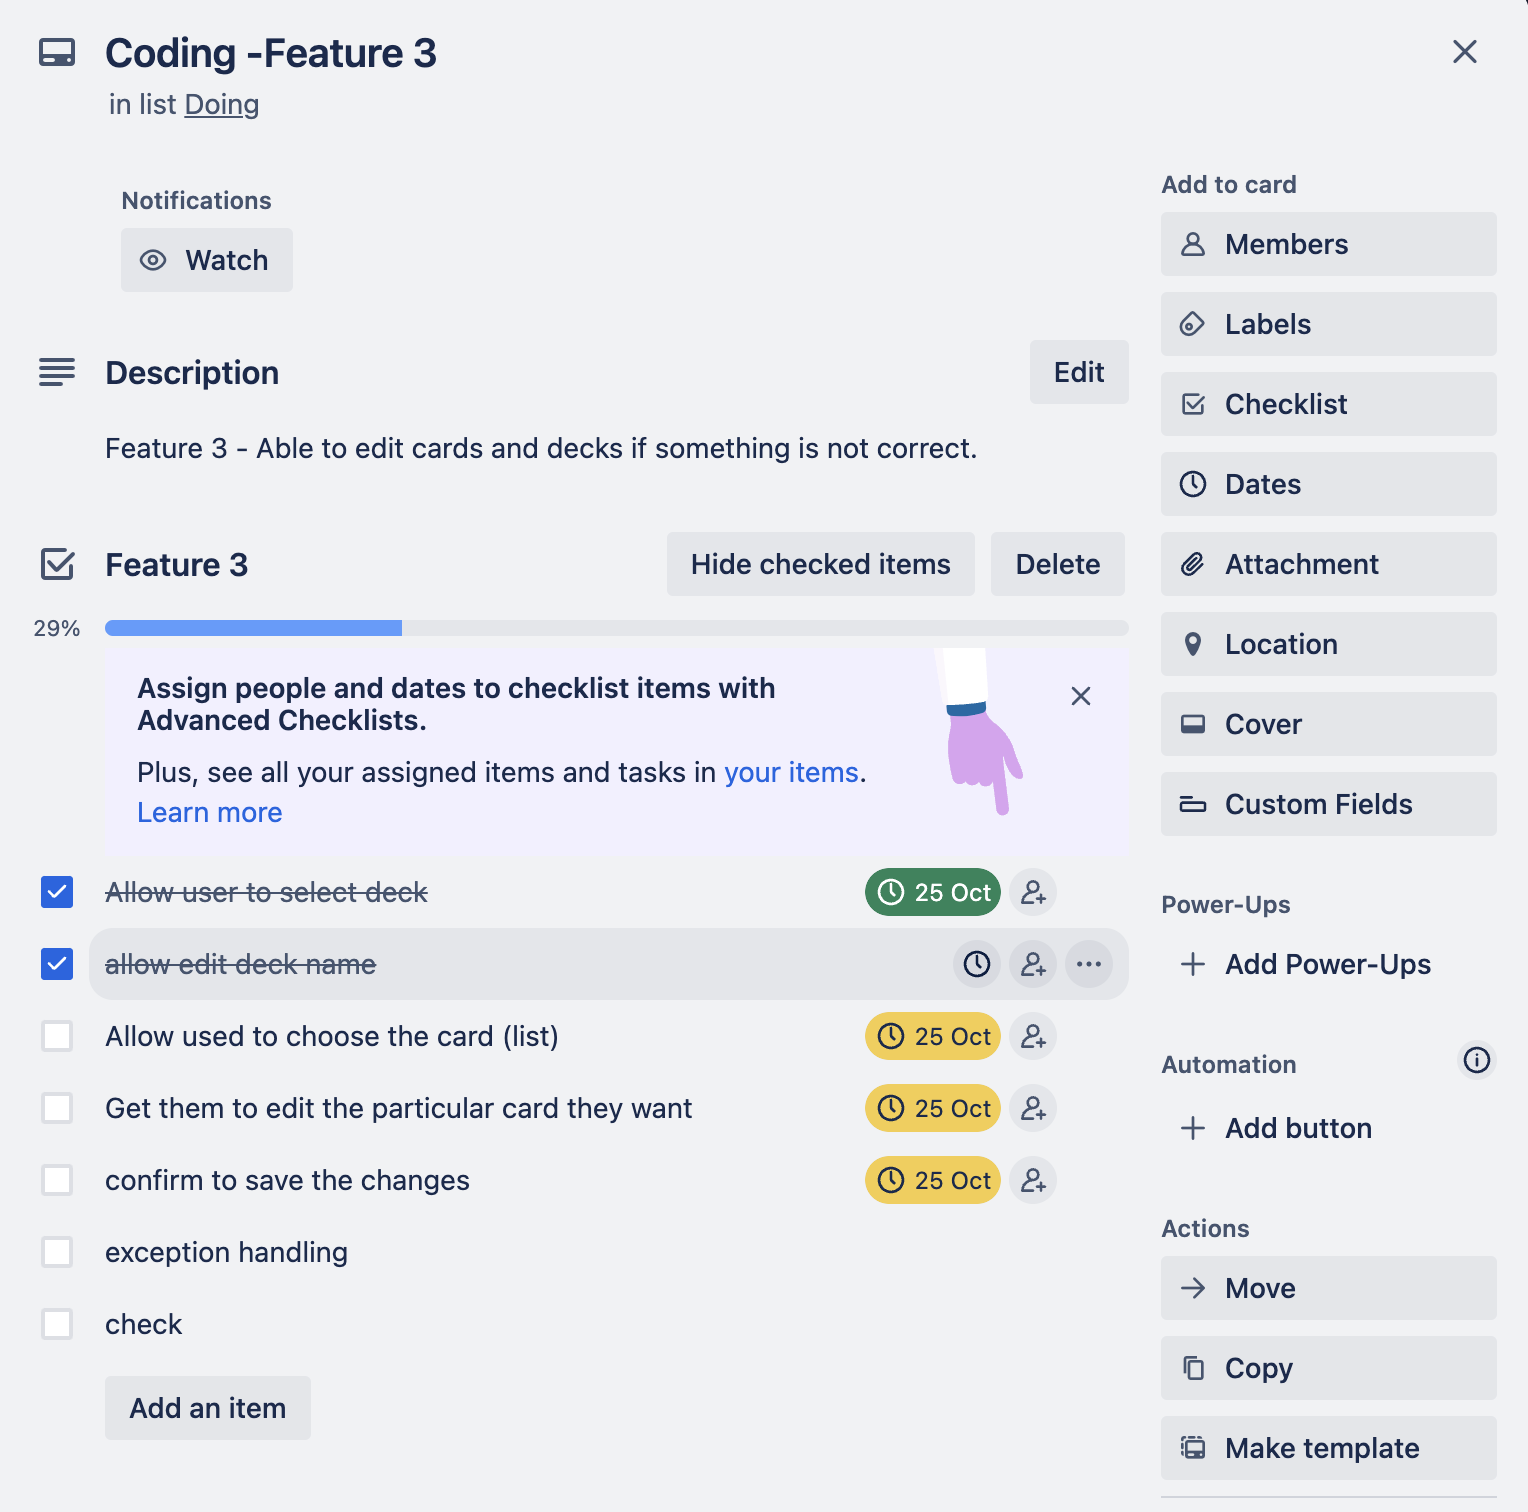 Coding -Feature 3
in list Doing
Notifications
Watch
Description
Edit
Feature 3 - Able to edit cards and decks if something is not correct.
Feature 3
Hide checked items
Delete
29%
Assign people and dates to checklist items with
Advanced Checklists.
Plus, see all your assigned items and tasks in your items.
Learn more
Allow user to select deck
25 Oct
allow edit deck name
Allow used to choose the card (list)
25 Oct
Get them to edit the particular card they want
25 Oct
confirm to save the changes
25 Oct
exception handling
check
Add an item
Add to card
Members
Labels
Checklist
Dates
Attachment
Location
Cover
Custom Fields
Power-Ups
Add Power-Ups
Automation
Add button
Actions
Move
Copy
Make template